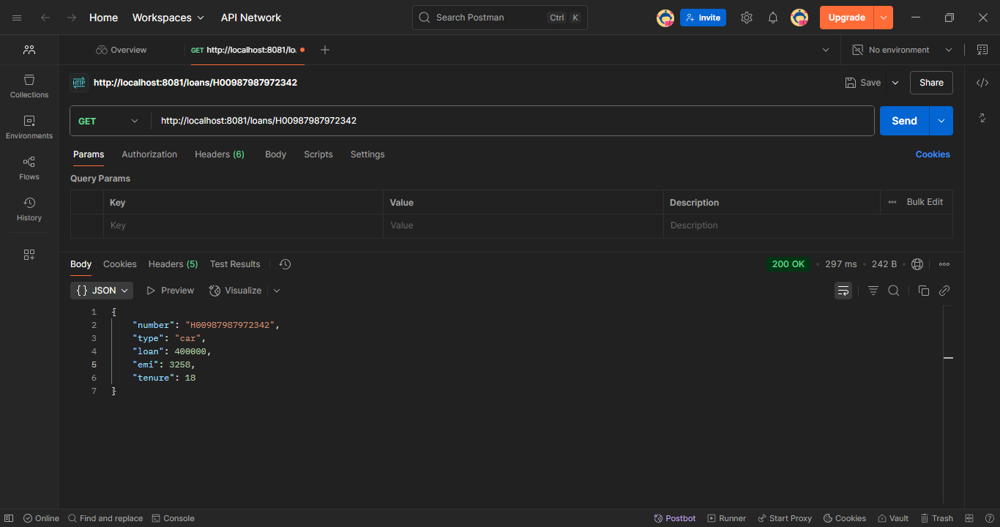 Home Workspaces API Network Search Postman Ctrl K Invite Upgrade
Overview GET http://localhost:8081/lo No environment
HTTP http://localhost:8081/loans/H00987987972342 Save Share
GET http://localhost:8081/loans/H00987987972342 Send
Collections
Environments
Flows
History
Params Authorization Headers (6) Body Scripts Settings Cookies
Query Params
Key Value Description Bulk Edit
Key Value Description
Body Cookies Headers (5) Test Results 200 OK 297 ms 242 B
{} JSON Preview Visualize
1 {
2 "number": "H00987987972342",
3 "type": "car",
4 "loan": 400000,
5 "emi": 3258,
6 "tenure": 18
7 }
Online Find and replace Console Postbot Runner Start Proxy Cookies Vault Trash